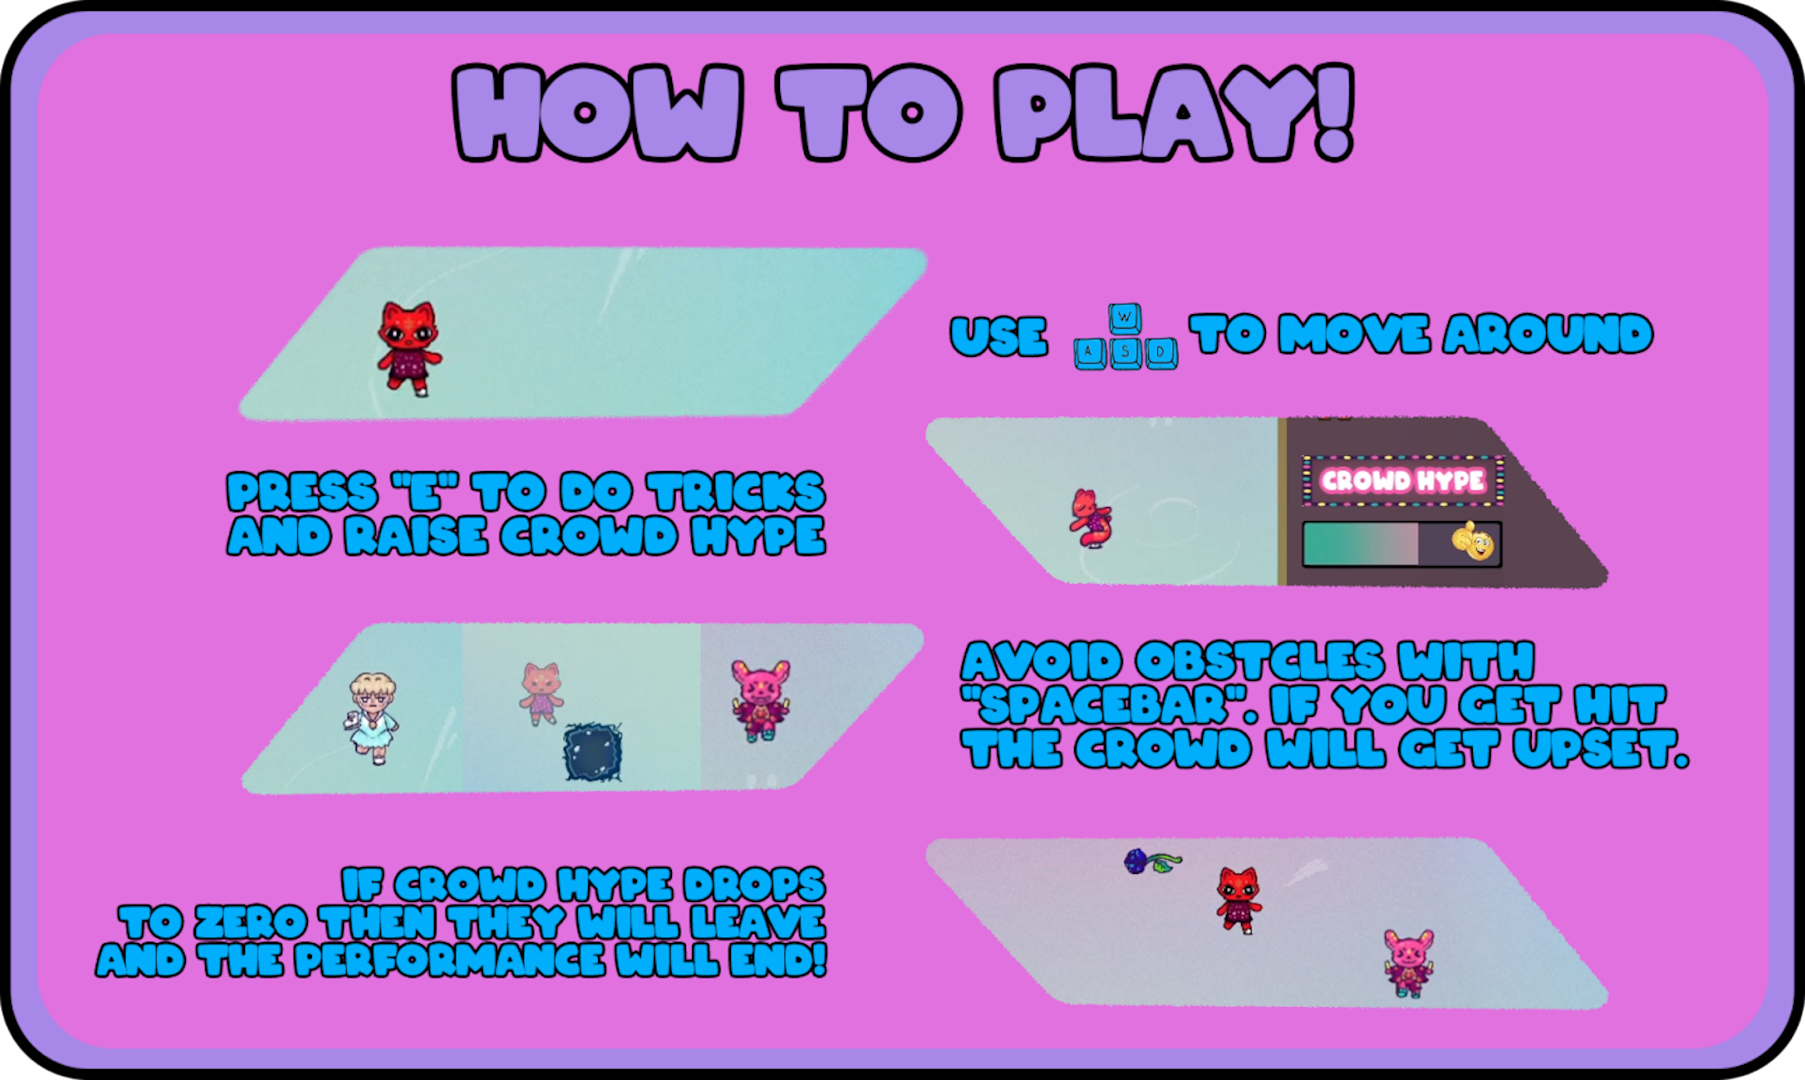 HOW TO PLAY!
USE W A S D TO MOVE AROUND
PRESS "E" TO DO TRICKS
AND RAISE CROWD HYPE
CROWD HYPE
AVOID OBSTCLES WITH
"SPACEBAR". IF YOU GET HIT
THE CROWD WILL GET UPSET.
IF CROWD HYPE DROPS
TO ZERO THEN THEY WILL LEAVE
AND THE PERFORMANCE WILL END!